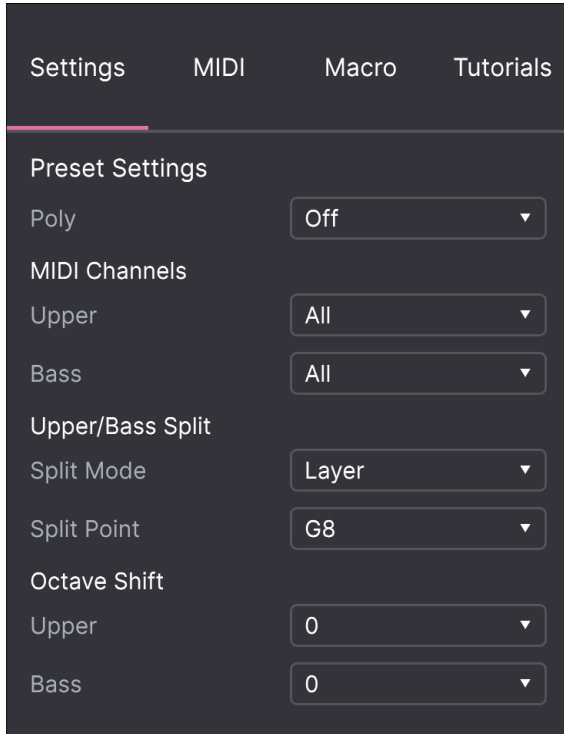 Settings MIDI Macro Tutorials
Preset Settings
Poly Off
MIDI Channels
Upper All
Bass All
Upper/Bass Split
Split Mode Layer
Split Point G8
Octave Shift
Upper 0
Bass 0